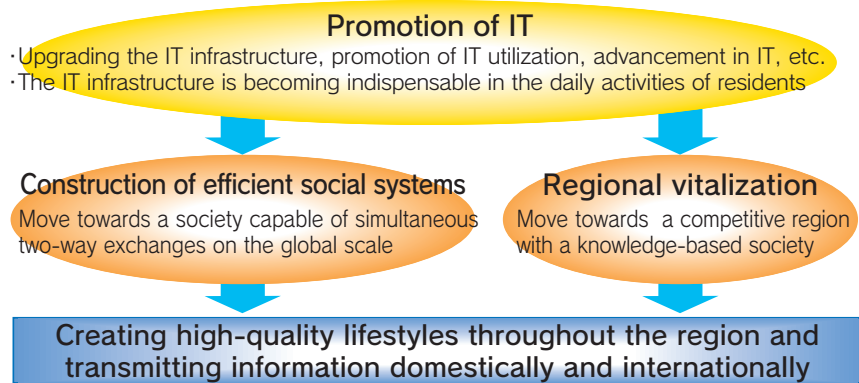 Promotion of IT
·Upgrading the IT infrastructure, promotion of IT utilization, advancement in IT, etc.
·The IT infrastructure is becoming indispensable in the daily activities of residents
Construction of efficient social systems
Move towards a society capable of simultaneous
two-way exchanges on the global scale
Regional vitalization
Move towards a competitive region
with a knowledge-based society
Creating high-quality lifestyles throughout the region and
transmitting information domestically and internationally